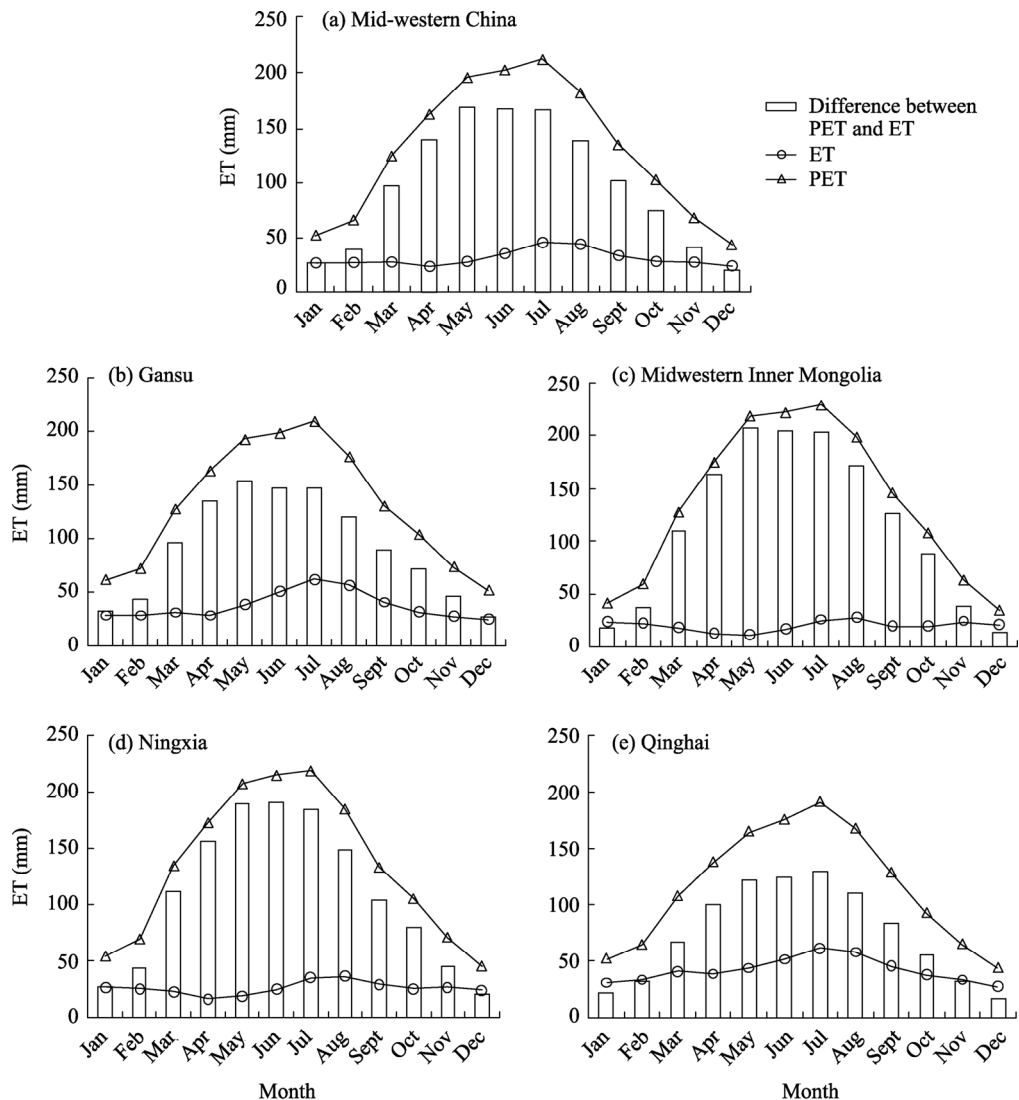 (a) Mid-western China
250
200
150
100
50
0
ET (mm)
Jan Feb Mar Apr May Jun Jul Aug Sept Oct Nov Dec
Difference between
PET and ET
ET
PET
(b) Gansu
250
200
150
100
50
0
ET (mm)
Jan Feb Mar Apr May Jun Jul Aug Sept Oct Nov Dec
(c) Midwestern Inner Mongolia
250
200
150
100
50
0
Jan Feb Mar Apr May Jun Jul Aug Sept Oct Nov Dec
(d) Ningxia
250
200
150
100
50
0
ET (mm)
Jan Feb Mar Apr May Jun Jul Aug Sept Oct Nov Dec
Month
(e) Qinghai
250
200
150
100
50
0
Jan Feb Mar Apr May Jun Jul Aug Sept Oct Nov Dec
Month